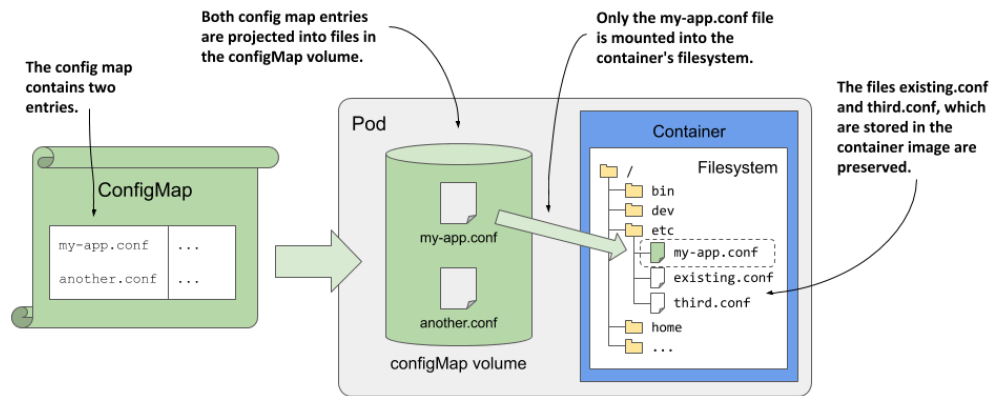 Both config map entries
are projected into files in
the configMap volume.
Only the my-app.conf file
is mounted into the
container's filesystem.
The config map
contains two
entries.
The files existing.conf
and third.conf, which
are stored in the
container image are
preserved.
ConfigMap
my-app.conf ...
another.conf ...
Pod
my-app.conf
another.conf
configMap volume
Container
Filesystem
/
bin
dev
etc
my-app.conf
existing.conf
third.conf
home
...